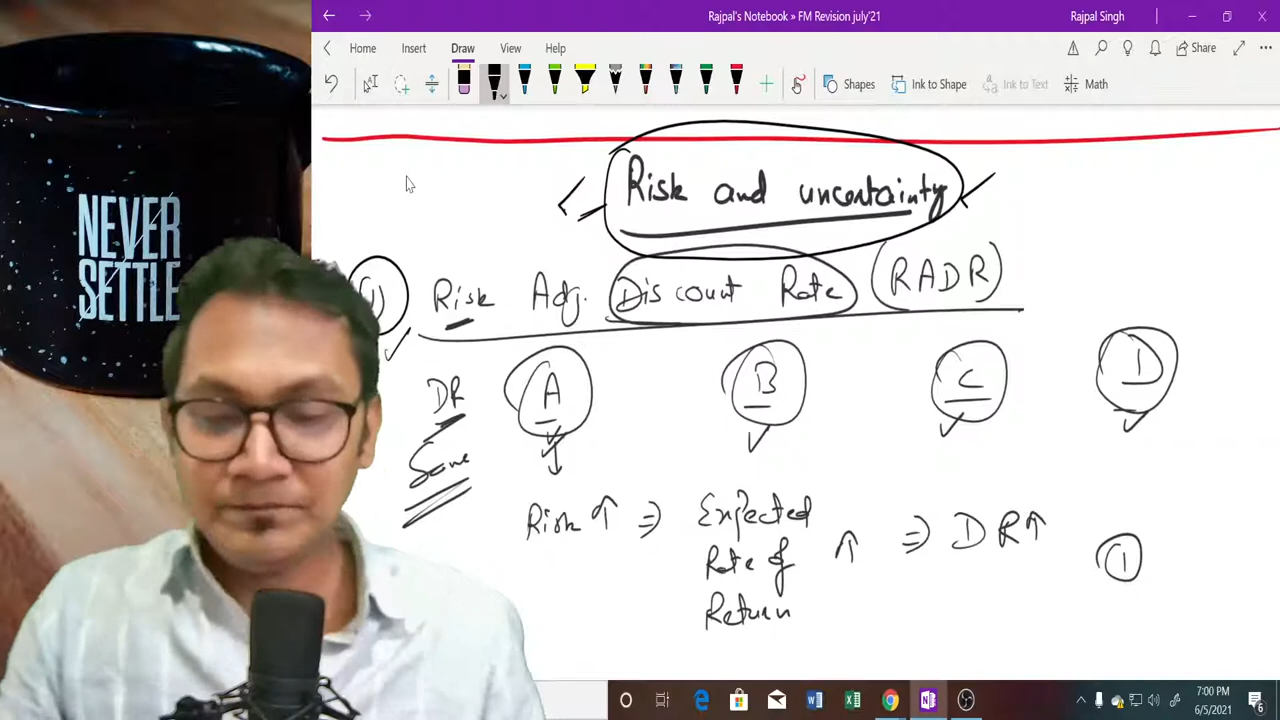 Rajpal's Notebook » FM Revision july'21
Rajpal Singh
Home Insert Draw View Help
Share
Shapes Ink to Shape Ink to Text Math
NEVER
SETTLE
Risk and uncertainty
(1) Risk Adj. Discount Rate (RADR)
DR A B C D
Same
Risk ↑ ⇒ Expected
Rate of ↑ ⇒ DR↑
Return
1
7:00 PM
6/5/2021
6